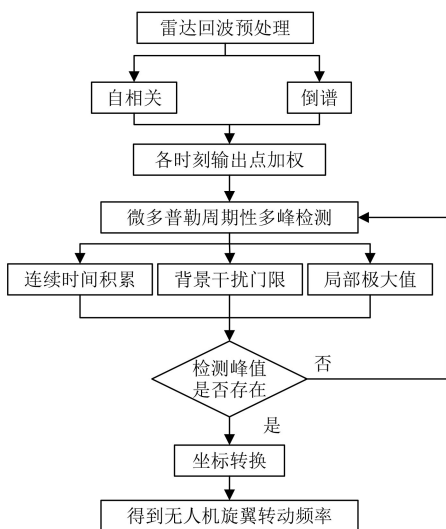 雷达回波预处理
自相关
倒谱
各时刻输出点加权
微多普勒周期性多峰检测
连续时间积累
背景干扰门限
局部极大值
检测峰值
是否存在
否
是
坐标转换
得到无人机旋翼转动频率